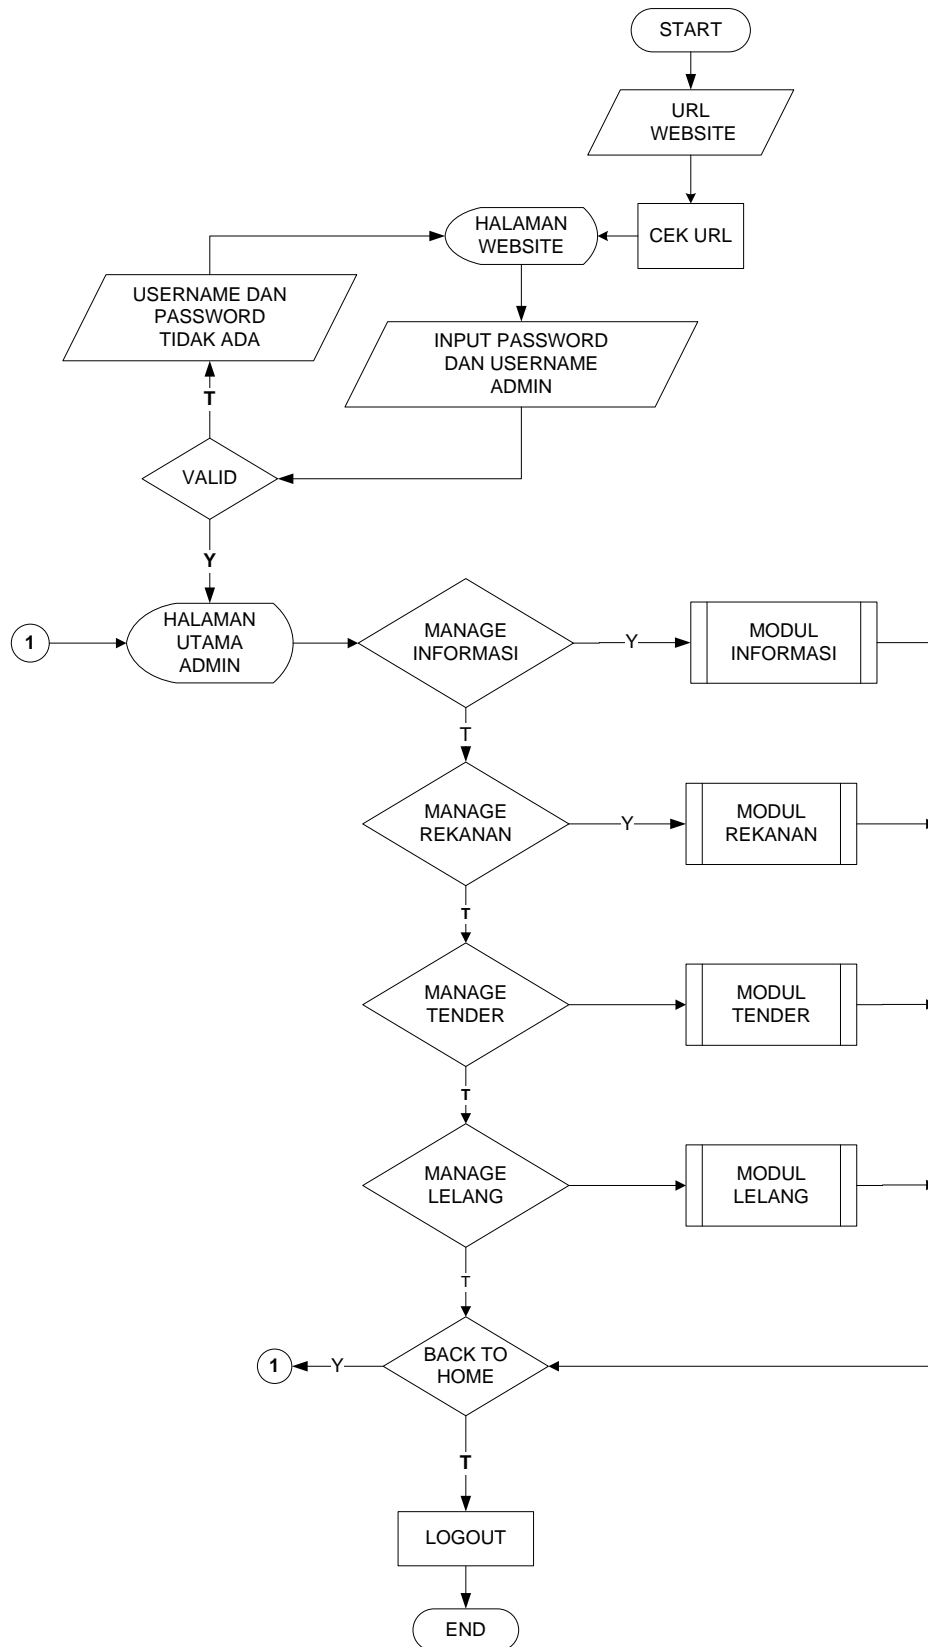 START
URL
WEBSITE
CEK URL
HALAMAN
WEBSITE
USERNAME DAN
PASSWORD
TIDAK ADA
INPUT PASSWORD
DAN USERNAME
ADMIN
T
VALID
Y
1
HALAMAN
UTAMA
ADMIN
MANAGE
INFORMASI
Y
MODUL
INFORMASI
T
MANAGE
REKANAN
Y
MODUL
REKANAN
T
MANAGE
TENDER
MODUL
TENDER
T
MANAGE
LELANG
MODUL
LELANG
T
1
Y
BACK TO
HOME
T
LOGOUT
END